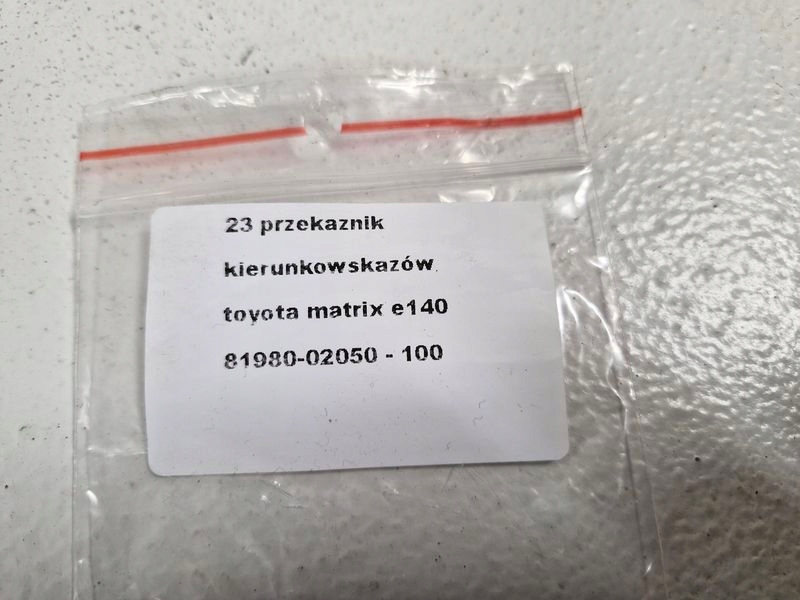 23 przekaznik
kierunkowskazów
toyota matrix e140
81980-02050 - 100